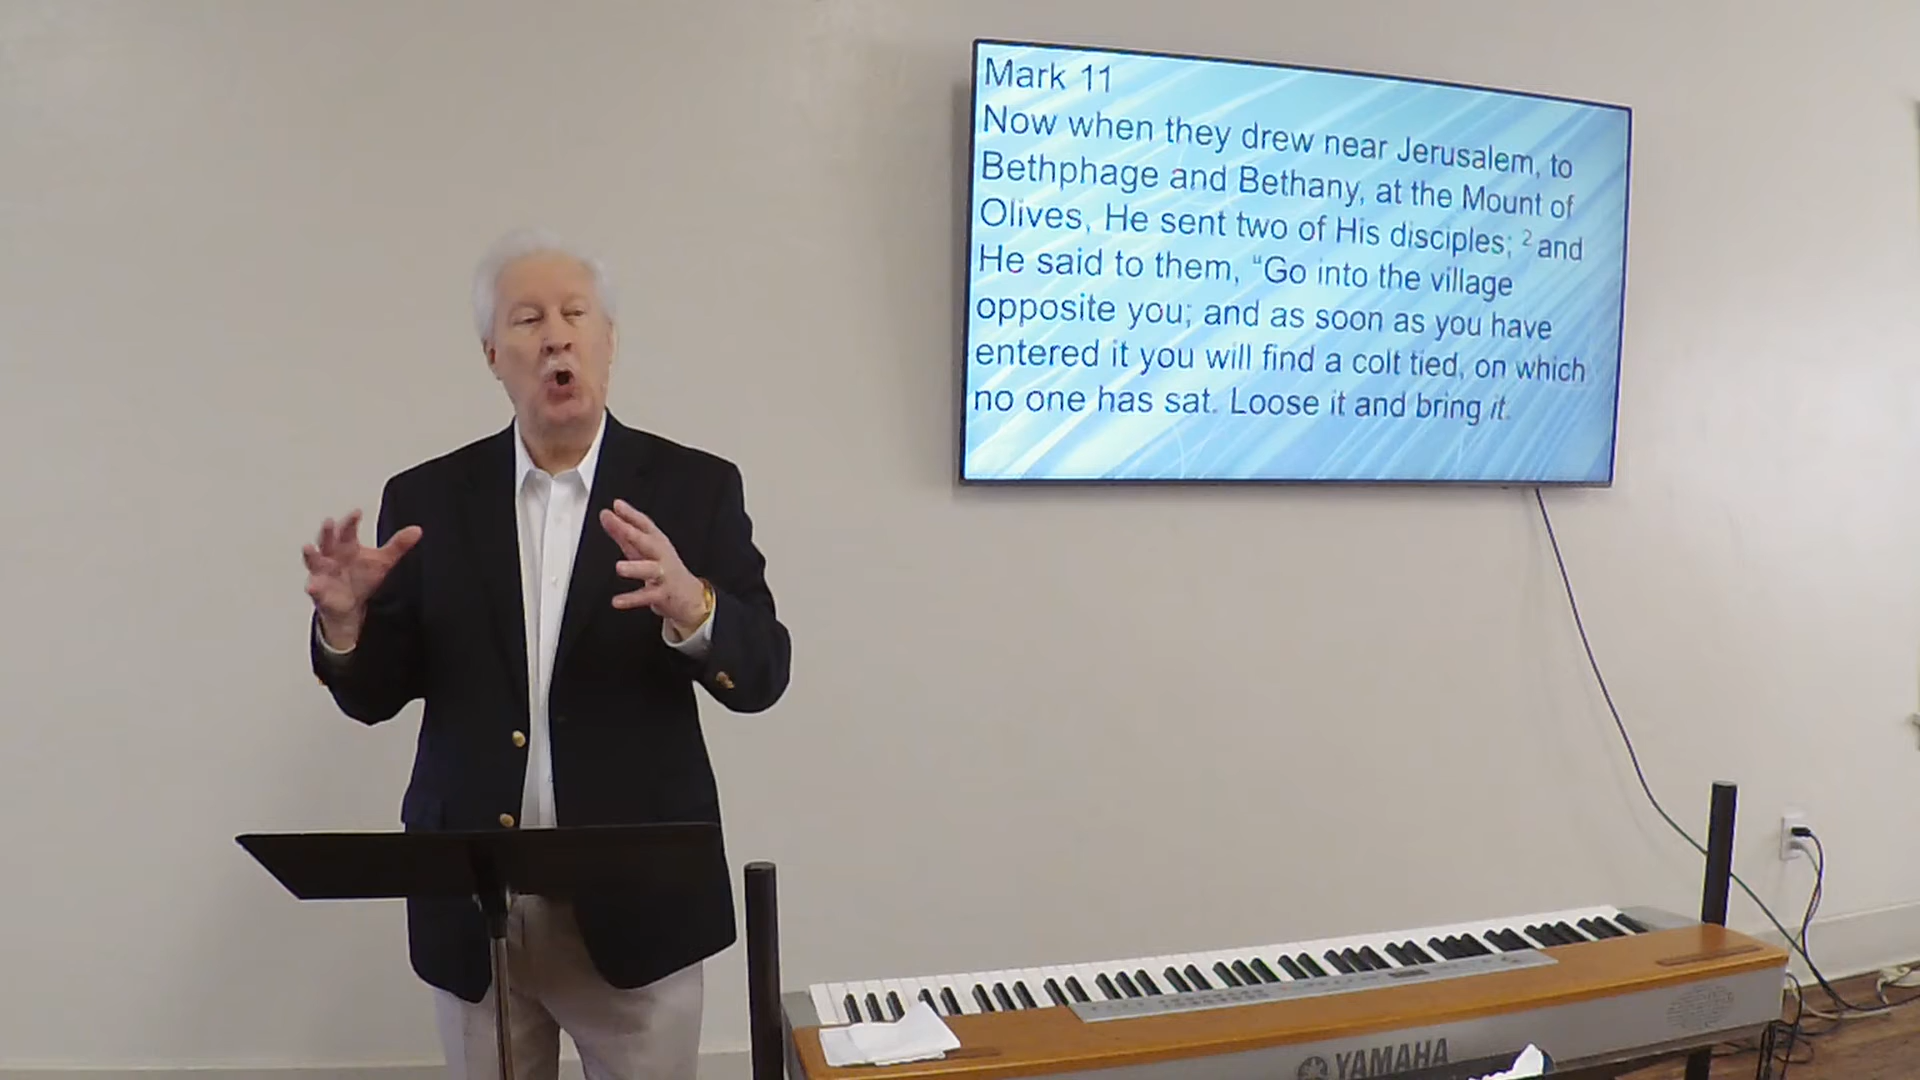 Mark 11
Now when they drew near Jerusalem, to
Bethphage and Bethany, at the Mount of
Olives, He sent two of His disciples; ² and
He said to them, “Go into the village
opposite you; and as soon as you have
entered it you will find a colt tied, on which
no one has sat. Loose it and bring it.
YAMAHA